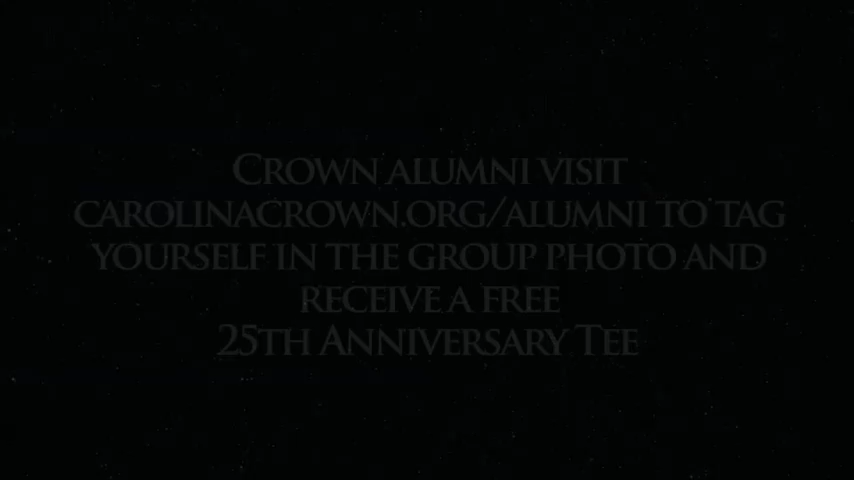 Crown alumni visit
carolinacrown.org/alumni to tag
yourself in the group photo and
receive a free
25th Anniversary Tee